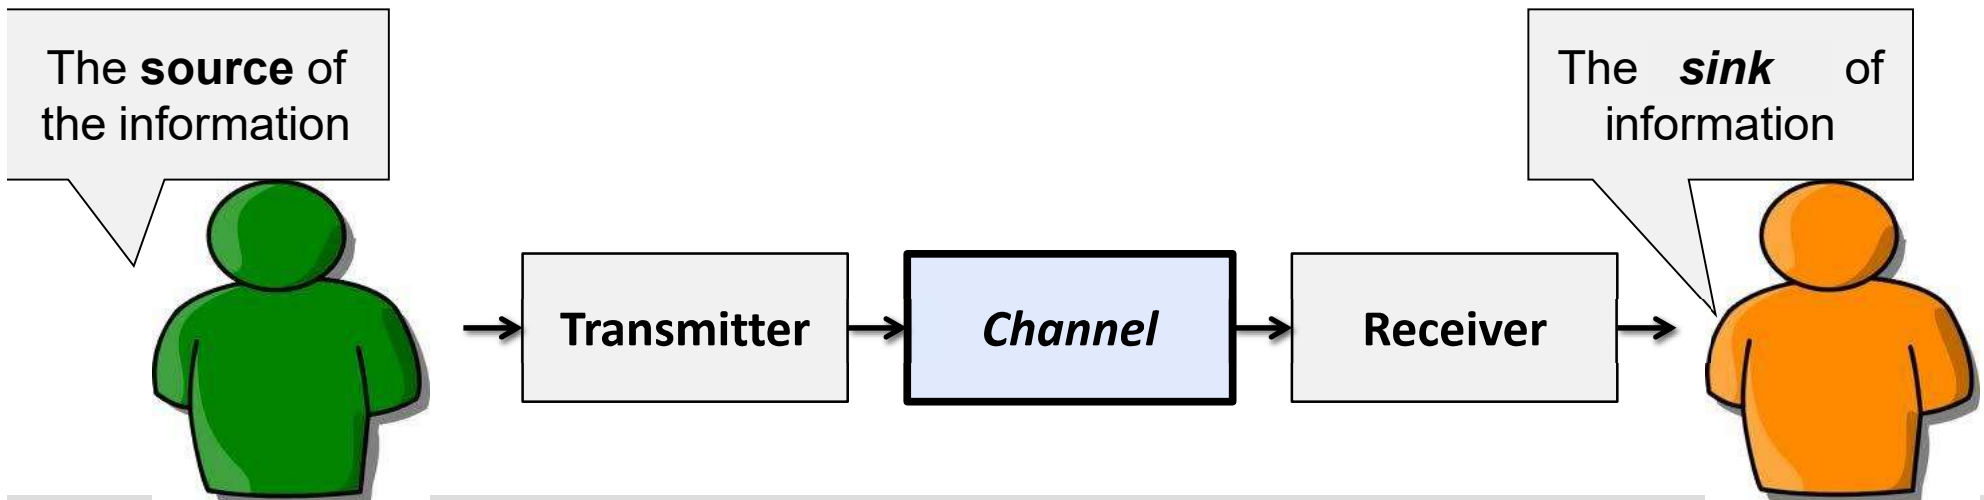 The source of
the information
The sink of
information
Transmitter
Channel
Receiver